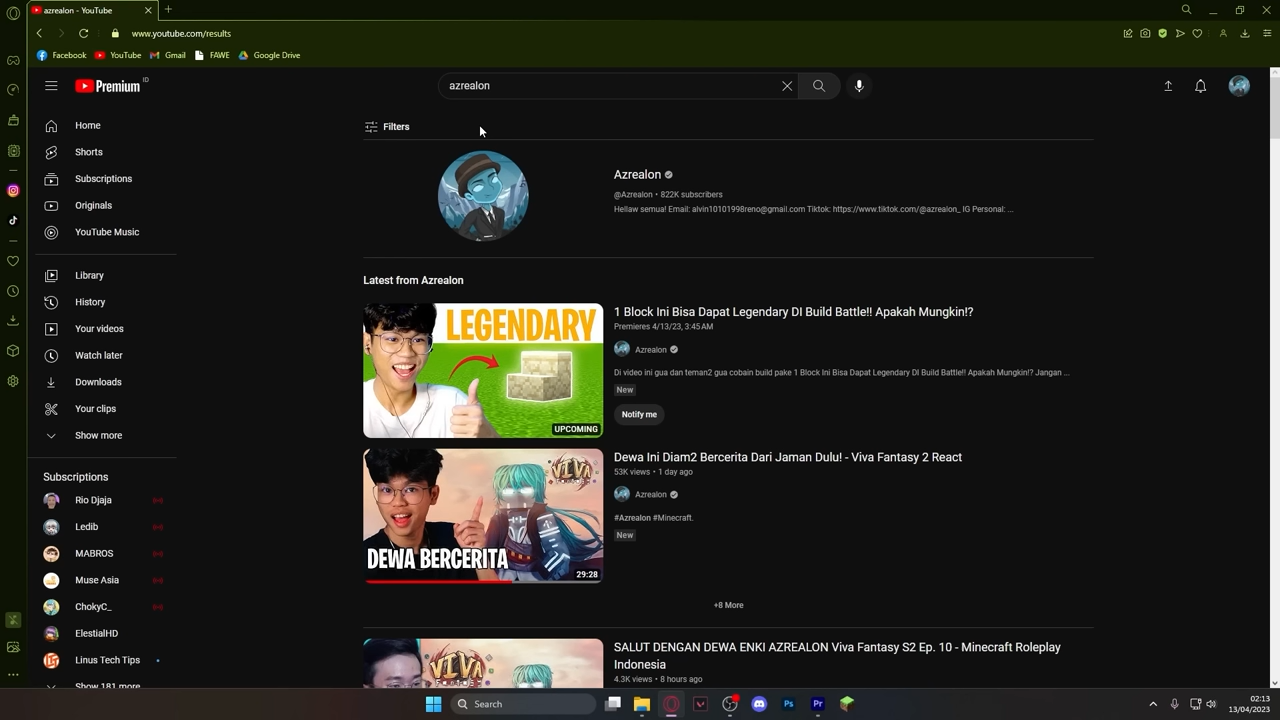 azrealon - YouTube
www.youtube.com/results
Facebook YouTube Gmail FAWE Google Drive
Premium ID
azrealon
Filters
Home
Shorts
Subscriptions
Originals
YouTube Music
Library
History
Your videos
Watch later
Downloads
Your clips
Show more
Subscriptions
Rio Djaja
Ledib
MABROS
Muse Asia
ChokyC_
ElestialHD
Linus Tech Tips
Show 181 more
Azrealon
@Azrealon • 822K subscribers
Hellaw semua! Email: alvin10101998reno@gmail.com Tiktok: https://www.tiktok.com/@azrealon_ IG Personal: ...
Latest from Azrealon
LEGENDARY
UPCOMING
1 Block Ini Bisa Dapat Legendary DI Build Battle!! Apakah Mungkin!?
Premieres 4/13/23, 3:45 AM
Azrealon
Di video ini gua dan teman2 gua cobain build pake 1 Block Ini Bisa Dapat Legendary DI Build Battle!! Apakah Mungkin!? Jangan ...
New
Notify me
VIVA
DEWA BERCERITA
29:28
Dewa Ini Diam2 Bercerita Dari Jaman Dulu! - Viva Fantasy 2 React
53K views • 1 day ago
Azrealon
#Azrealon #Minecraft.
New
+8 More
VIVA
SALUT DENGAN DEWA ENKI AZREALON Viva Fantasy S2 Ep. 10 - Minecraft Roleplay
Indonesia
4.3K views • 8 hours ago
Search
02:13
13/04/2023